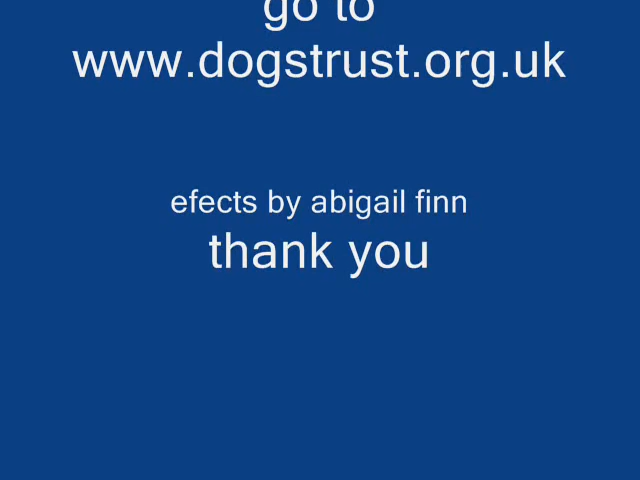 go to
www.dogstrust.org.uk
efects by abigail finn
thank you